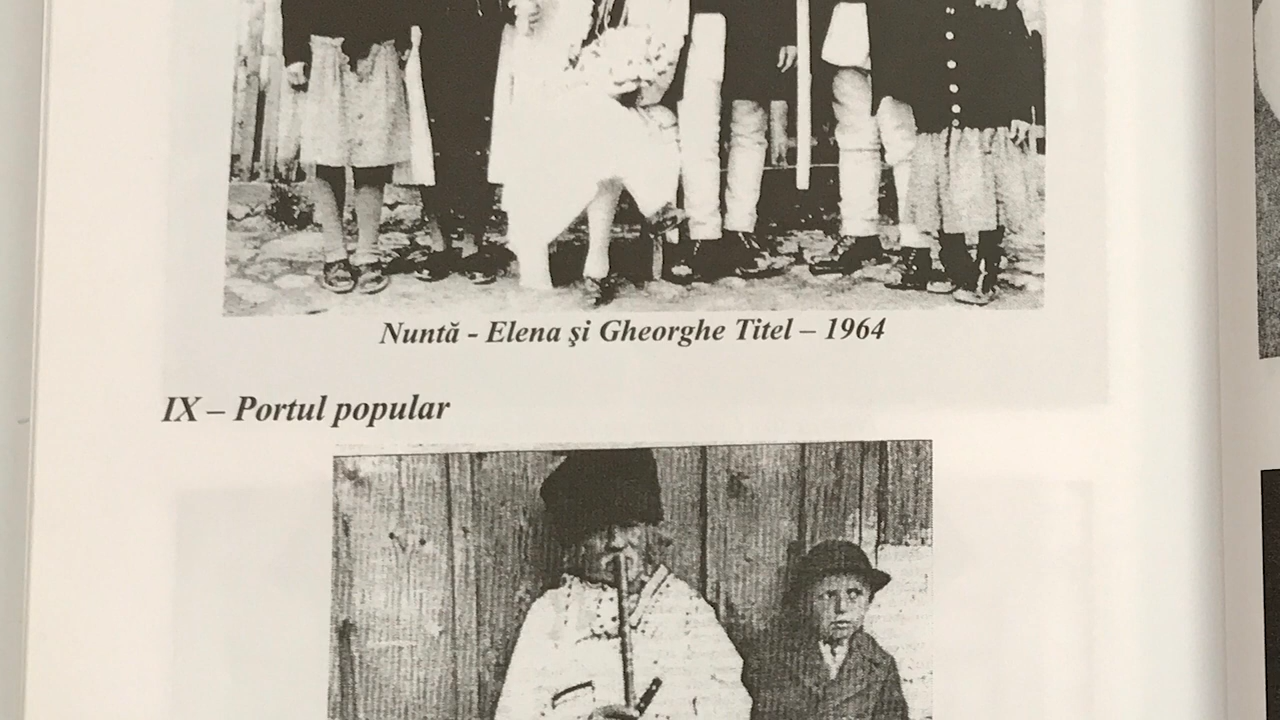 Nuntă - Elena şi Gheorghe Titel – 1964
IX – Portul popular